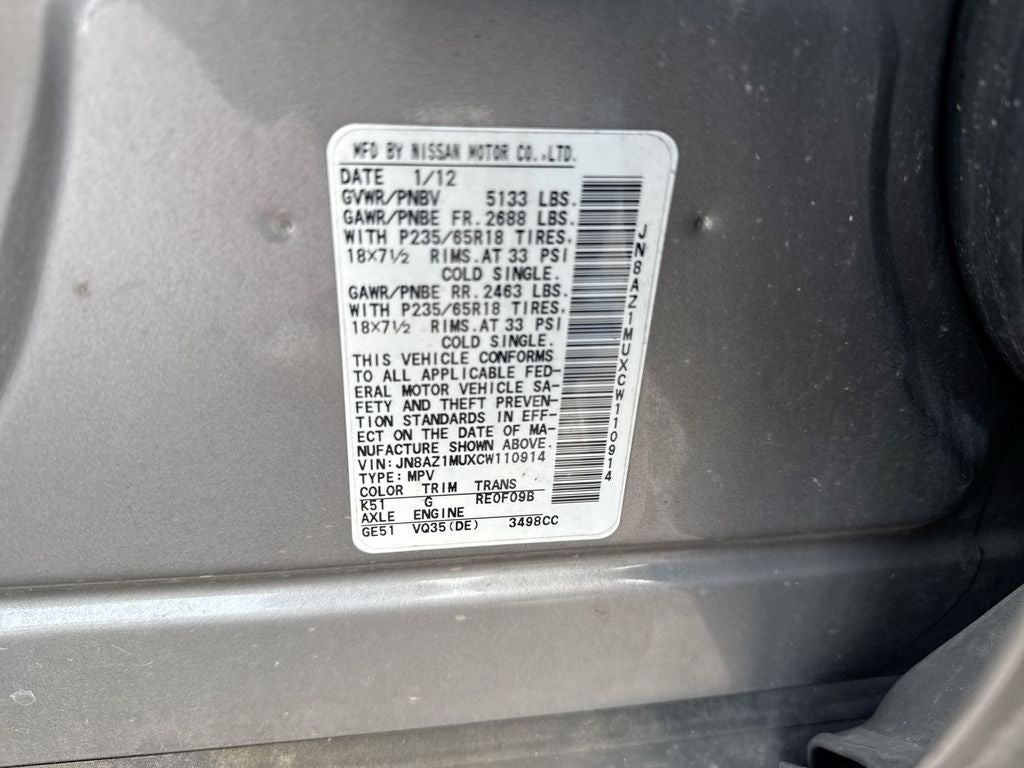 MFD BY NISSAN MOTOR CO.,LTD.
DATE 1/12
GVWR/PNBV 5133 LBS.
GAWR/PNBE FR. 2688 LBS.
WITH P235/65R18 TIRES,
18X7½ RIMS.AT 33 PSI
COLD SINGLE.
GAWR/PNBE RR. 2463 LBS.
WITH P235/65R18 TIRES,
18X7½ RIMS.AT 33 PSI
COLD SINGLE.
THIS VEHICLE CONFORMS
TO ALL APPLICABLE FED-
ERAL MOTOR VEHICLE SA-
FETY AND THEFT PREVEN-
TION STANDARDS IN EFF-
ECT ON THE DATE OF MA-
NUFACTURE SHOWN ABOVE.
VIN:JN8AZ1MUXCW110914
TYPE:MPV
COLOR TRIM TRANS
K51 G RE0F09B
AXLE ENGINE
GE51 VQ35(DE) 3498CC
JN8AZ1MUXCW110914